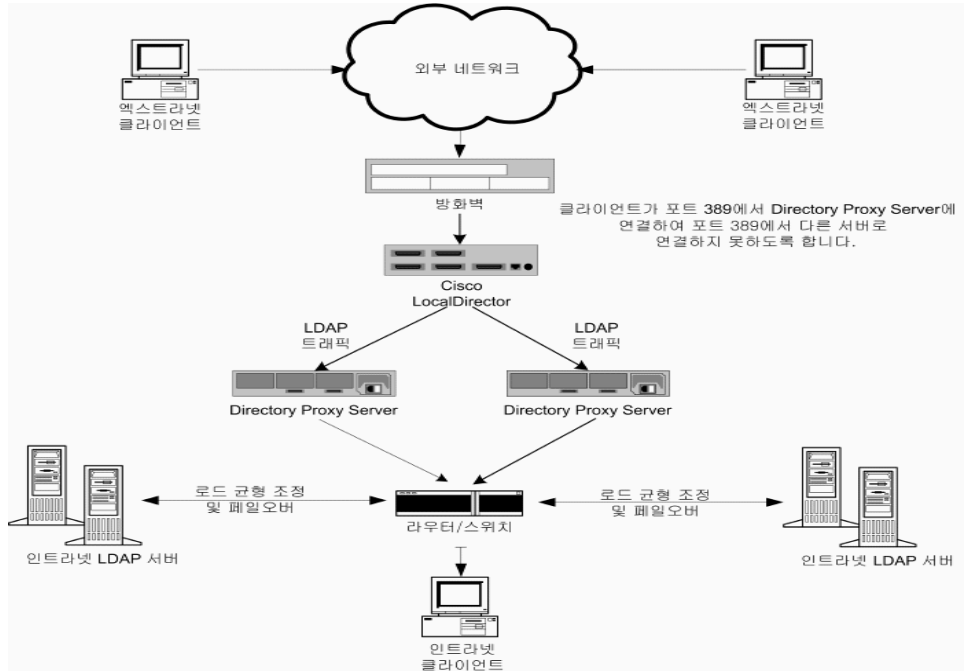 외부 네트워크
엑스트라넷
클라이언트
엑스트라넷
클라이언트
방화벽
클라이언트가 포트 389에서 Directory Proxy Server에
연결하여 포트 389에서 다른 서버로
연결하지 못하도록 합니다.
Cisco
LocalDirector
LDAP
트래픽
LDAP
트래픽
Directory Proxy Server
Directory Proxy Server
로드 균형 조정
및 페일오버
로드 균형 조정
및 페일오버
라우터/스위치
인트라넷 LDAP 서버
인트라넷 LDAP 서버
인트라넷
클라이언트